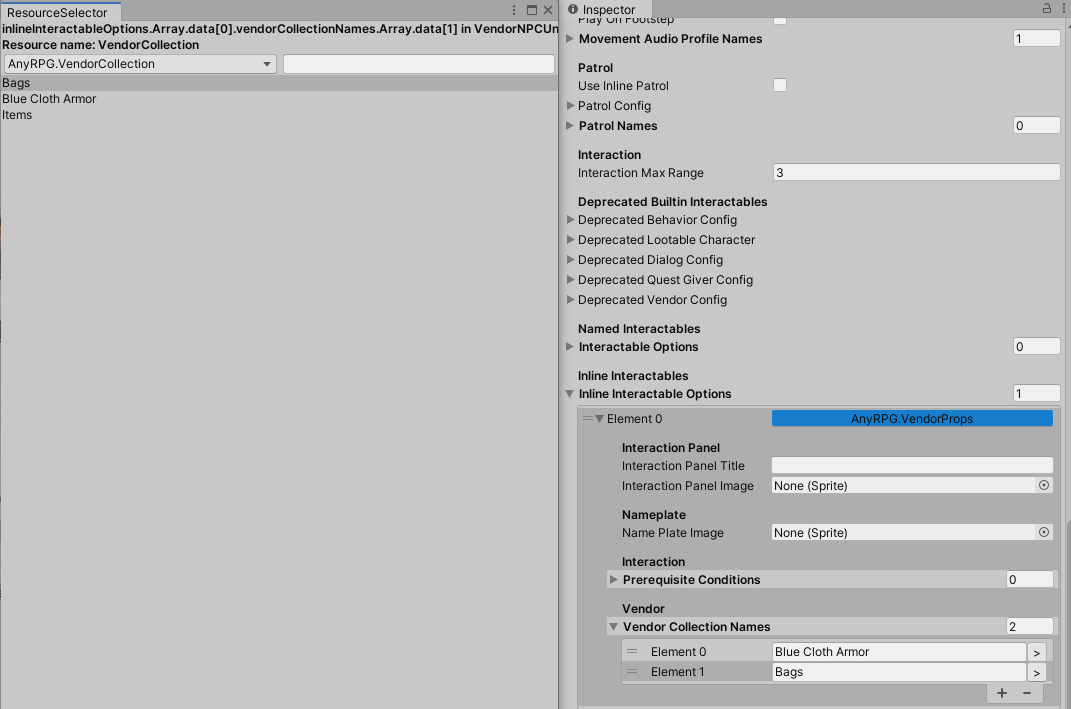 ResourceSelector
inlineInteractableOptions.Array.data[0].vendorCollectionNames.Array.data[1] in VendorNPCUn
Resource name: VendorCollection
AnyRPG.VendorCollection
Bags
Blue Cloth Armor
Items
Inspector
Play On Footstep
Movement Audio Profile Names 1
Patrol
Use Inline Patrol
Patrol Config
Patrol Names 0
Interaction
Interaction Max Range 3
Deprecated Builtin Interactables
Deprecated Behavior Config
Deprecated Lootable Character
Deprecated Dialog Config
Deprecated Quest Giver Config
Deprecated Vendor Config
Named Interactables
Interactable Options 0
Inline Interactables
Inline Interactable Options 1
Element 0 AnyRPG.VendorProps
Interaction Panel
Interaction Panel Title
Interaction Panel Image None (Sprite)
Nameplate
Name Plate Image None (Sprite)
Interaction
Prerequisite Conditions 0
Vendor
Vendor Collection Names 2
Element 0 Blue Cloth Armor >
Element 1 Bags >
+ −